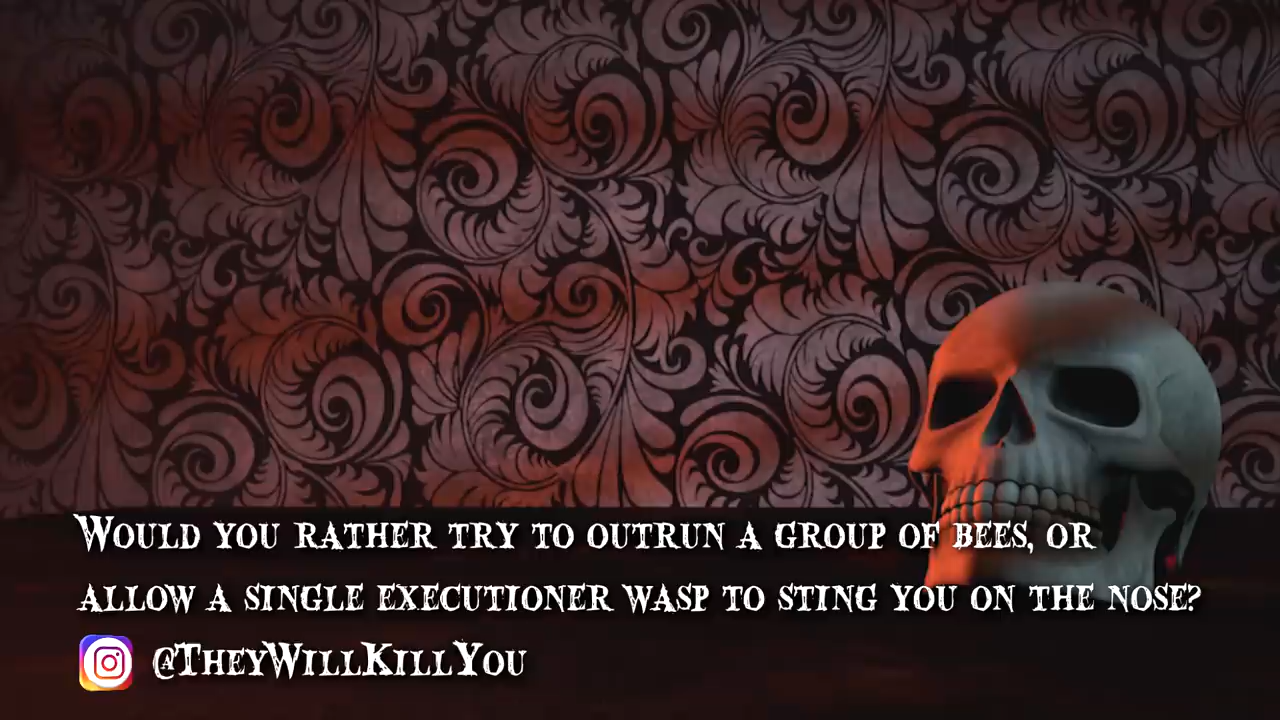 Would you rather try to outrun a group of bees, or
allow a single executioner wasp to sting you on the nose?
@TheyWillKillYou